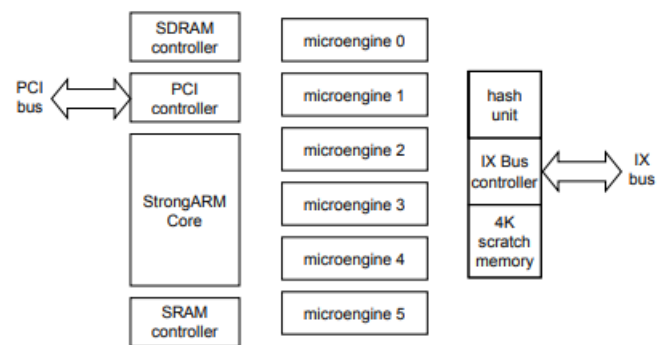 SDRAM
controller
microengine 0
PCI
bus
PCI
controller
microengine 1
hash
unit
microengine 2
StrongARM
Core
IX Bus
controller
IX
bus
microengine 3
4K
scratch
memory
microengine 4
SRAM
controller
microengine 5